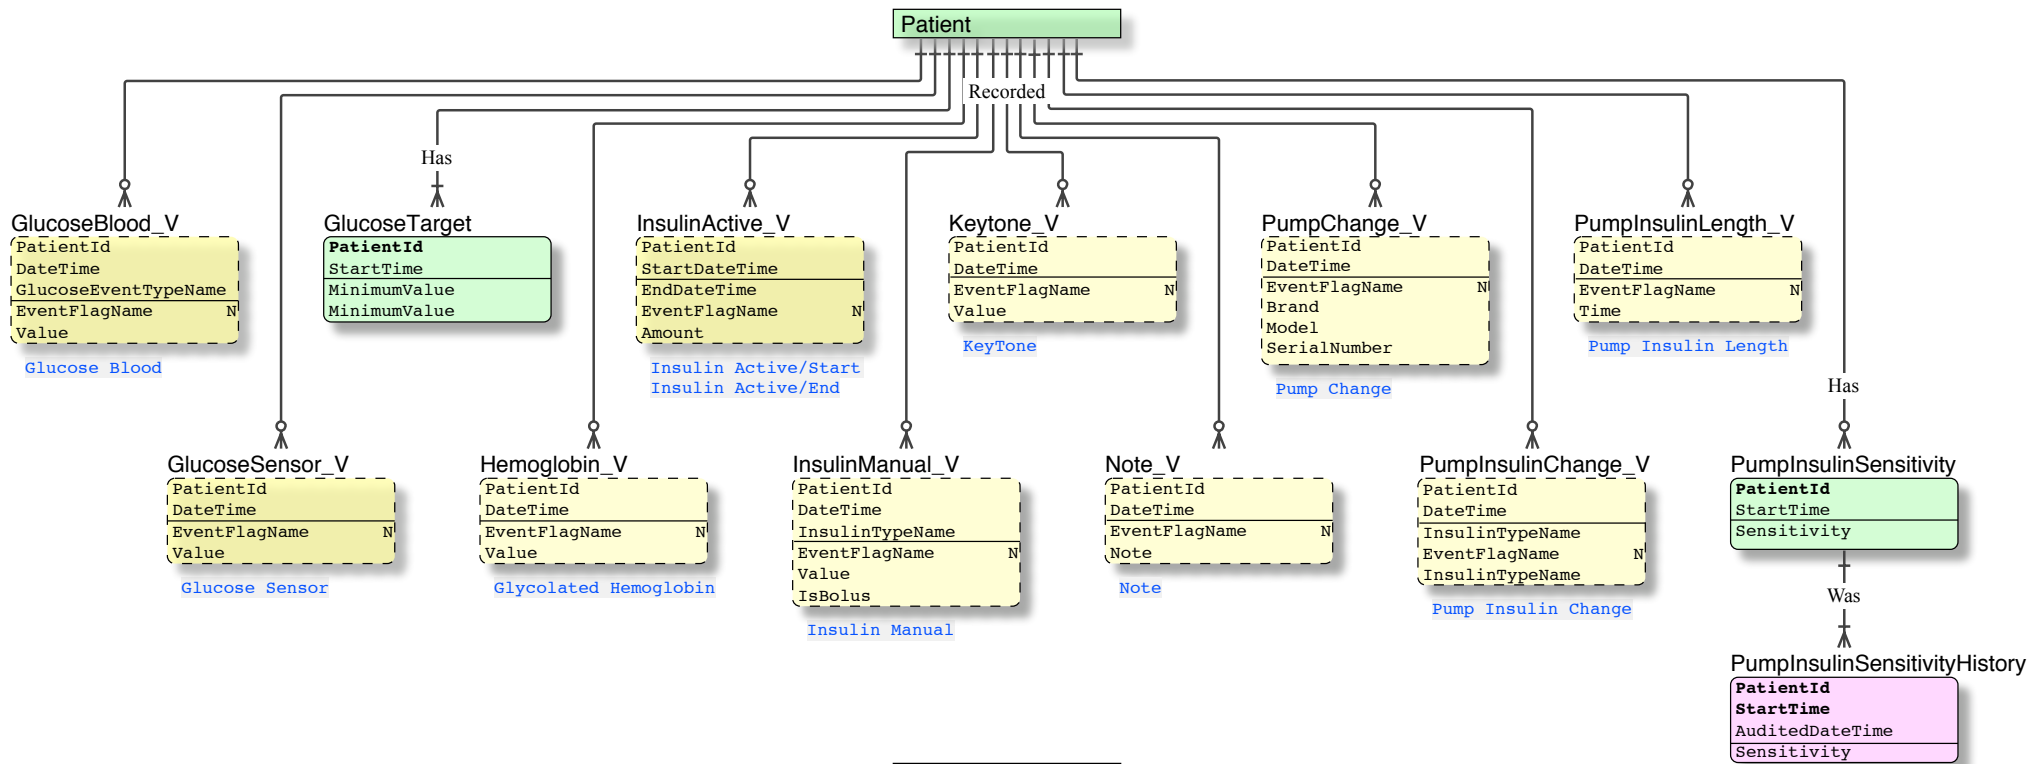 Patient
Recorded
Has
GlucoseBlood_V
PatientId
DateTime
GlucoseEventTypeName
EventFlagName N
Value
Glucose Blood
GlucoseTarget
PatientId
StartTime
MinimumValue
MinimumValue
InsulinActive_V
PatientId
StartDateTime
EndDateTime
EventFlagName N
Amount
Insulin Active/Start
Insulin Active/End
Keytone_V
PatientId
DateTime
EventFlagName N
Value
KeyTone
PumpChange_V
PatientId
DateTime
EventFlagName N
Brand
Model
SerialNumber
Pump Change
PumpInsulinLength_V
PatientId
DateTime
EventFlagName N
Time
Pump Insulin Length
Has
GlucoseSensor_V
PatientId
DateTime
EventFlagName N
Value
Glucose Sensor
Hemoglobin_V
PatientId
DateTime
EventFlagName N
Value
Glycolated Hemoglobin
InsulinManual_V
PatientId
DateTime
InsulinTypeName
EventFlagName N
Value
IsBolus
Insulin Manual
Note_V
PatientId
DateTime
EventFlagName N
Note
Note
PumpInsulinChange_V
PatientId
DateTime
InsulinTypeName
EventFlagName N
InsulinTypeName
Pump Insulin Change
PumpInsulinSensitivity
PatientId
StartTime
Sensitivity
Was
PumpInsulinSensitivityHistory
PatientId
StartTime
AuditedDateTime
Sensitivity